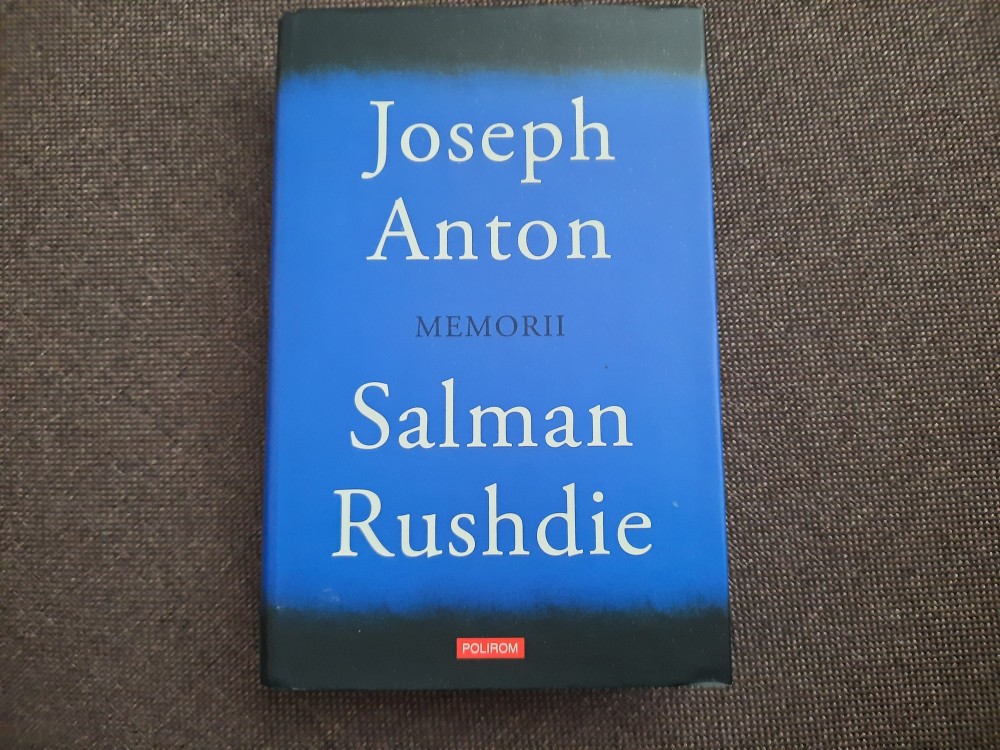 Joseph
Anton
MEMORII
Salman
Rushdie
POLIROM